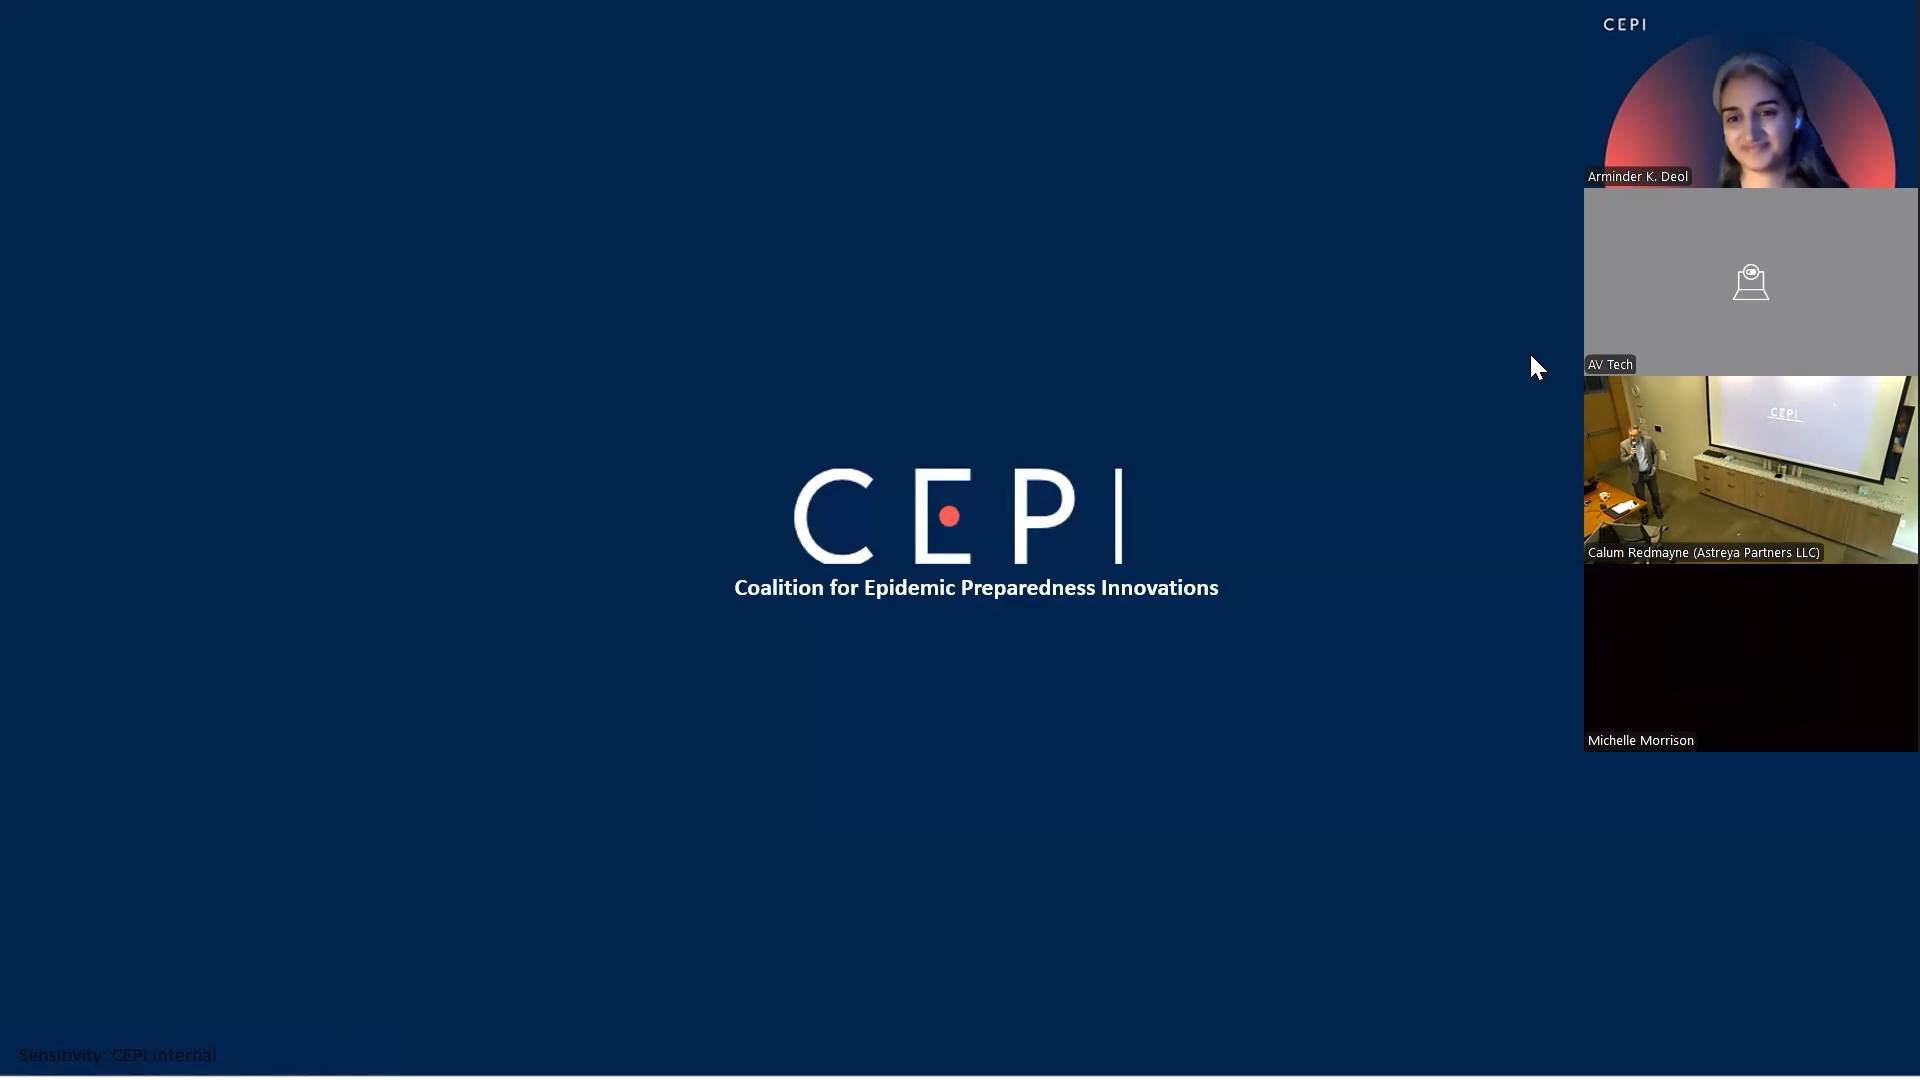 CEPI
Arminder K. Deol
AV Tech
CEPI
Calum Redmayne (Astreya Partners LLC)
CEPI
Coalition for Epidemic Preparedness Innovations
Michelle Morrison
Sensitivity: CEPI Internal